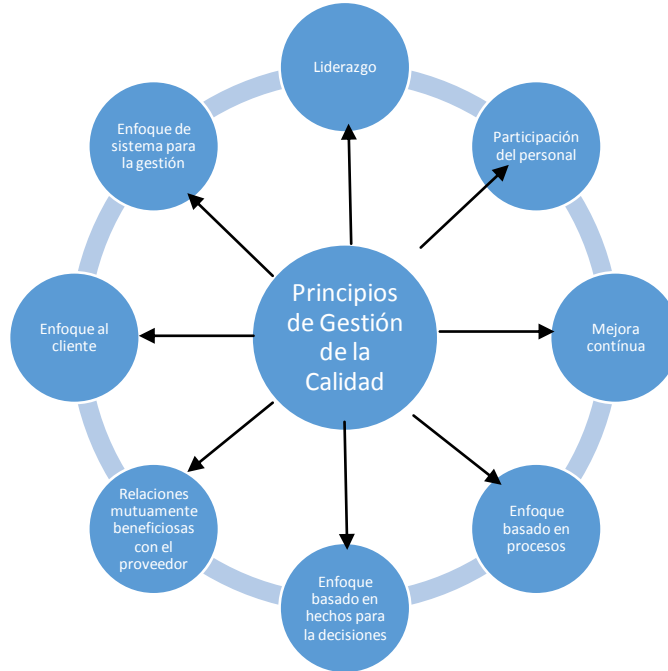 Liderazgo
Participación
del personal
Mejora
contínua
Enfoque
basado en
procesos
Enfoque
basado en
hechos para
la decisiones
Relaciones
mutuamente
beneficiosas
con el
proveedor
Enfoque al
cliente
Enfoque de
sistema para
la gestión
Principios
de Gestión
de la
Calidad